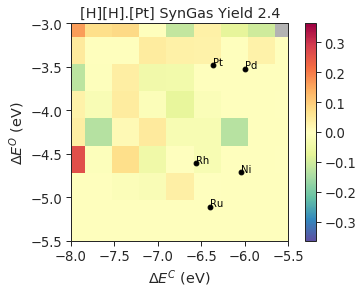 [H][H].[Pt] SynGas Yield 2.4
−3.0
−3.5
−4.0
−4.5
−5.0
−5.5
ΔE^O (eV)
Pt
Pd
Rh
Ni
Ru
−8.0 −7.5 −7.0 −6.5 −6.0 −5.5
ΔE^C (eV)
0.3
0.2
0.1
0.0
−0.1
−0.2
−0.3